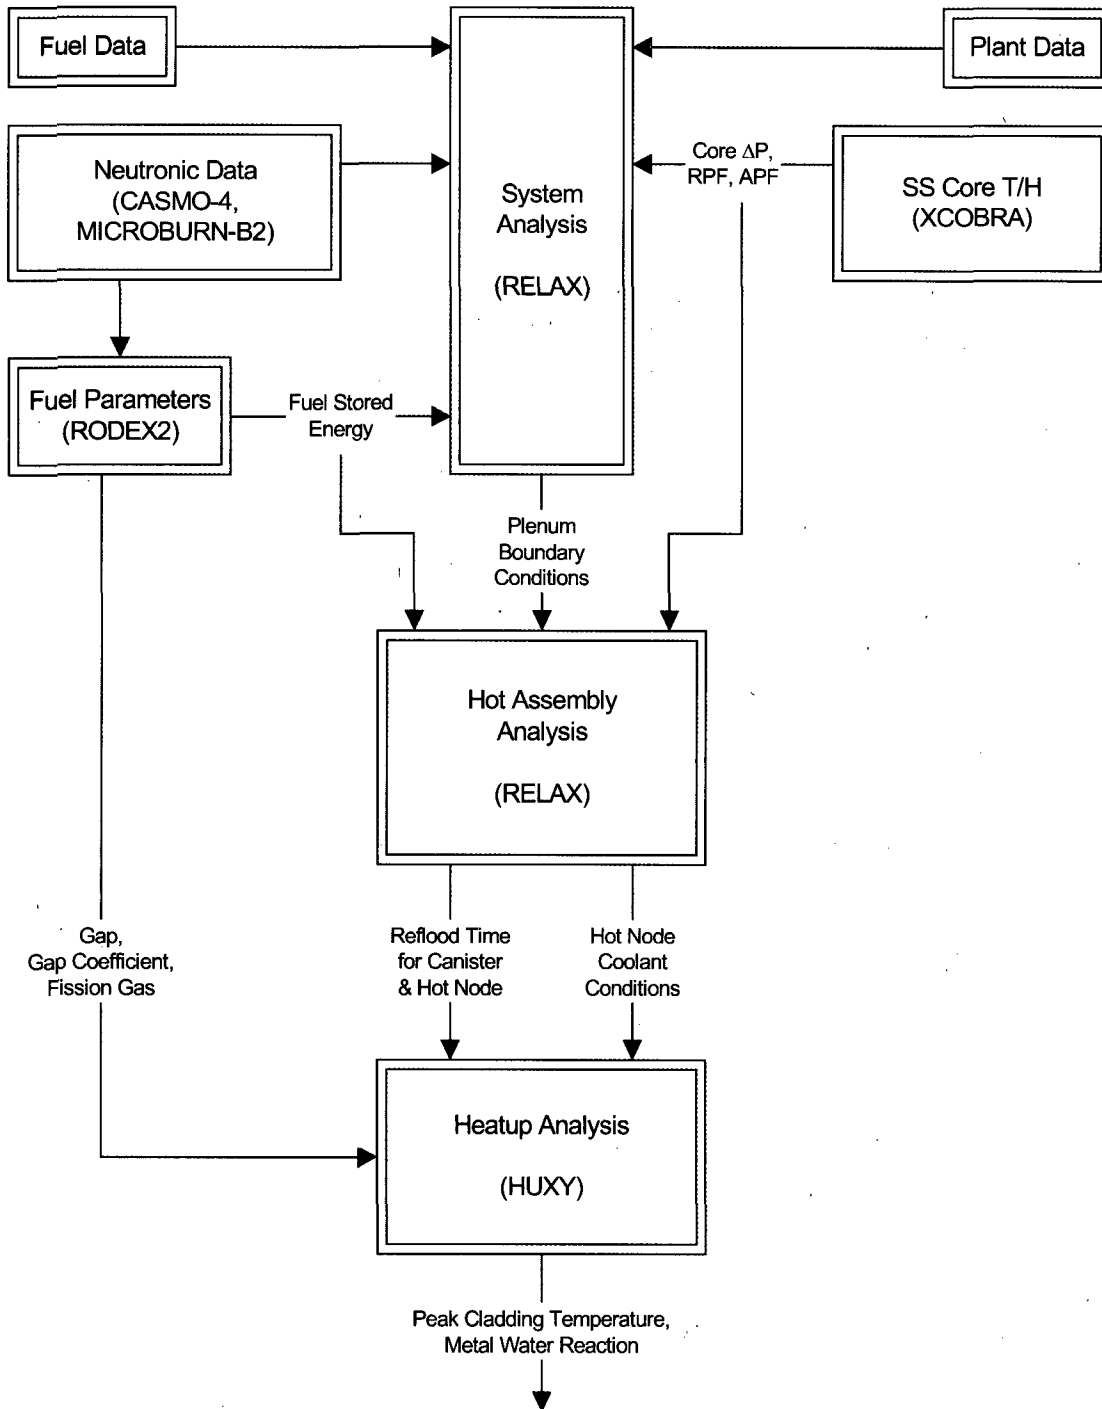 Fuel Data
Plant Data
Neutronic Data
(CASMO-4,
MICROBURN-B2)
System
Analysis
(RELAX)
Core ΔP,
RPF, APF
SS Core T/H
(XCOBRA)
Fuel Parameters
(RODEX2)
Fuel Stored
Energy
Plenum
Boundary
Conditions
Hot Assembly
Analysis
(RELAX)
Gap,
Gap Coefficient,
Fission Gas
Reflood Time
for Canister
& Hot Node
Hot Node
Coolant
Conditions
Heatup Analysis
(HUXY)
Peak Cladding Temperature,
Metal Water Reaction